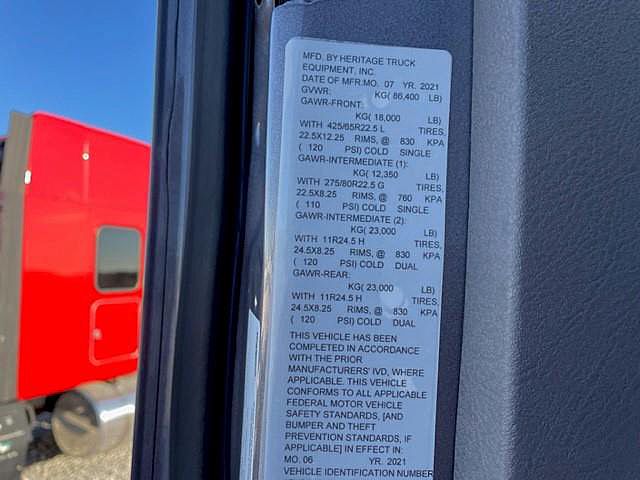 MFD. BY HERITAGE TRUCK
EQUIPMENT, INC.
DATE OF MFR:MO. 07 YR. 2021
GVWR: KG( 86,400 LB)
GAWR-FRONT:
KG( 18,000 LB)
WITH 425/65R22.5 L TIRES,
22.5X12.25 RIMS, @ 830 KPA
( 120 PSI) COLD SINGLE
GAWR-INTERMEDIATE (1):
KG( 12,350 LB)
WITH 275/80R22.5 G TIRES,
22.5X8.25 RIMS, @ 760 KPA
( 110 PSI) COLD SINGLE
GAWR-INTERMEDIATE (2):
KG( 23,000 LB)
WITH 11R24.5 H TIRES,
24.5X8.25 RIMS, @ 830 KPA
( 120 PSI) COLD DUAL
GAWR-REAR:
KG( 23,000 LB)
WITH 11R24.5 H TIRES,
24.5X8.25 RIMS, @ 830 KPA
( 120 PSI) COLD DUAL
THIS VEHICLE HAS BEEN
COMPLETED IN ACCORDANCE
WITH THE PRIOR
MANUFACTURERS' IVD, WHERE
APPLICABLE. THIS VEHICLE
CONFORMS TO ALL APPLICABLE
FEDERAL MOTOR VEHICLE
SAFETY STANDARDS, [AND
BUMPER AND THEFT
PREVENTION STANDARDS, IF
APPLICABLE] IN EFFECT IN:
MO. 06 YR. 2021
VEHICLE IDENTIFICATION NUMBER